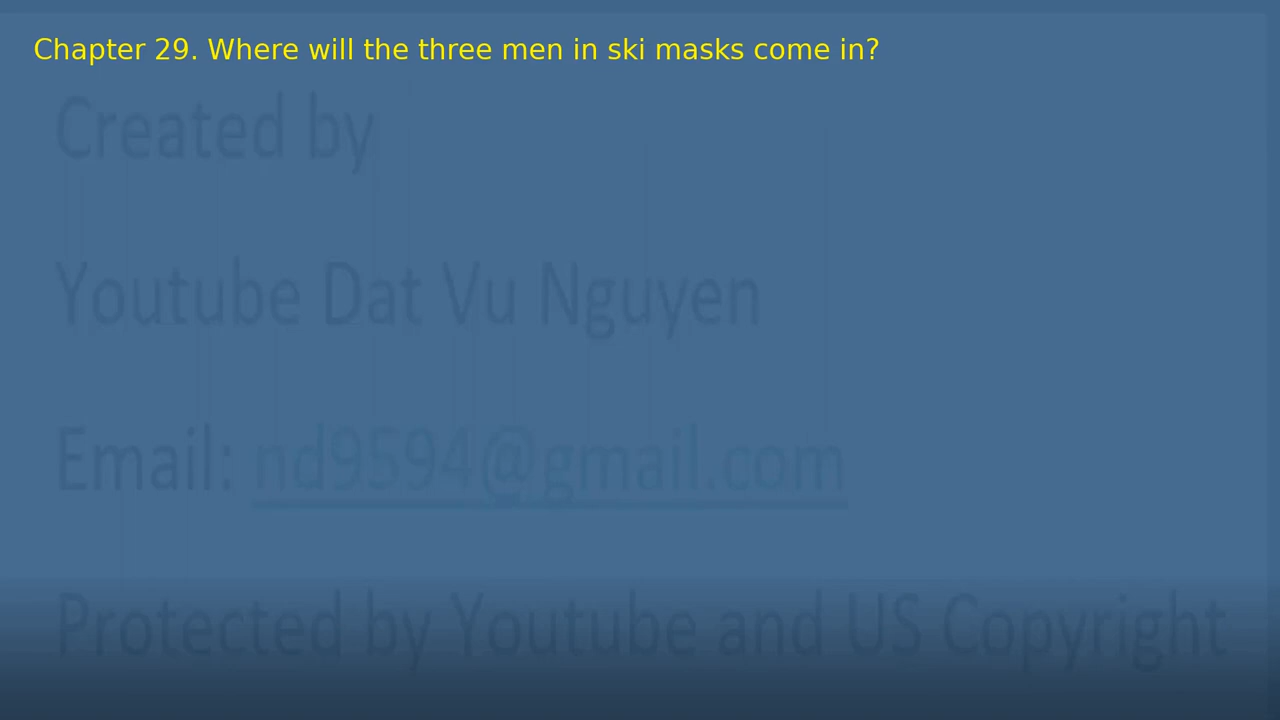 Chapter 29. Where will the three men in ski masks come in?
Created by
Youtube Dat Vu Nguyen
Email: nd9594@gmail.com
Protected by Youtube and US Copyright